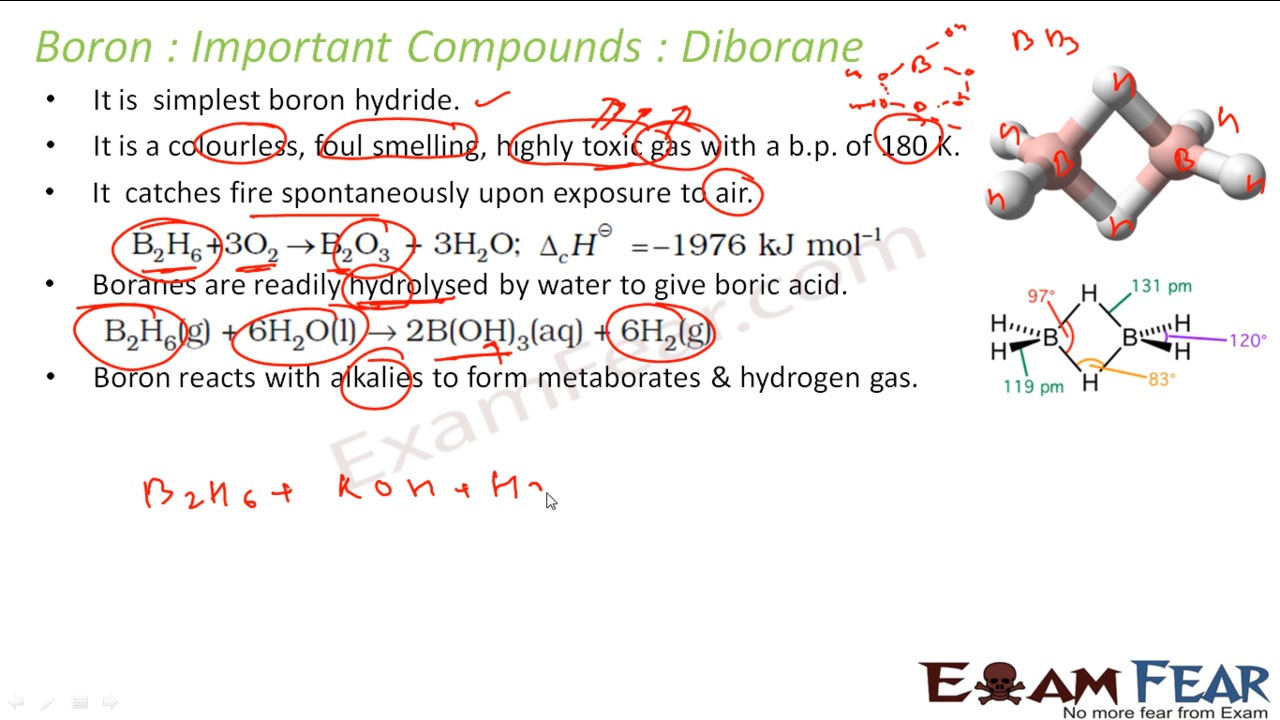 Boron : Important Compounds : Diborane
B H3
• It is simplest boron hydride. ✓
• It is a colourless, foul smelling, highly toxic gas with a b.p. of 180 K.
• It catches fire spontaneously upon exposure to air.
B₂H₆+3O₂→B₂O₃ + 3H₂O; ΔcH⊖ =−1976 kJ mol⁻¹
• Boranes are readily hydrolysed by water to give boric acid.
B₂H₆(g) + 6H₂O(l) → 2B(OH)₃(aq) + 6H₂(g)
• Boron reacts with alkalies to form metaborates & hydrogen gas.
B₂H₆ + KOH + H₂
H
H H
B B
H H
H
97° H 131 pm
H B B H 120°
H H
119 pm H 83°
ExamFear.com
EXAM FEAR
No more fear from Exam